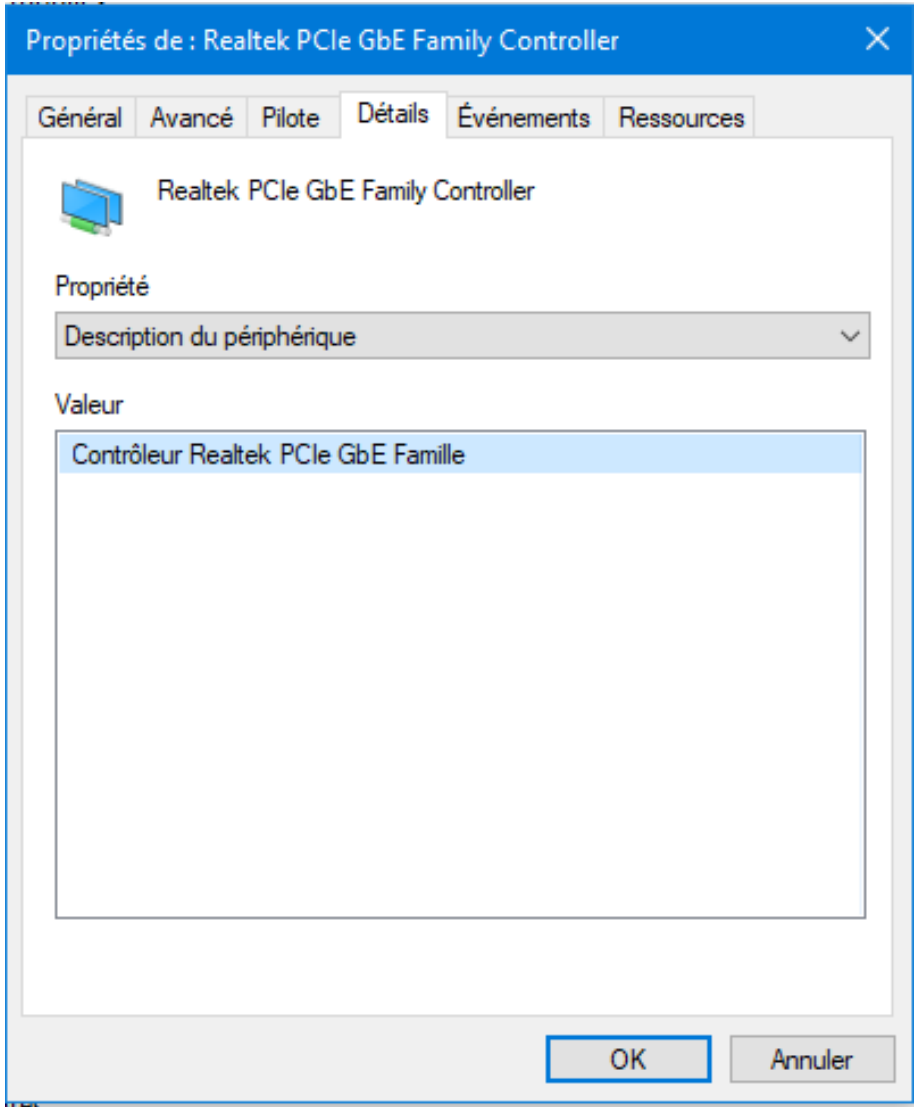 Propriétés de : Realtek PCIe GbE Family Controller
Général Avancé Pilote Détails Événements Ressources
Realtek PCIe GbE Family Controller
Propriété
Description du périphérique
Valeur
Contrôleur Realtek PCIe GbE Famille
OK Annuler